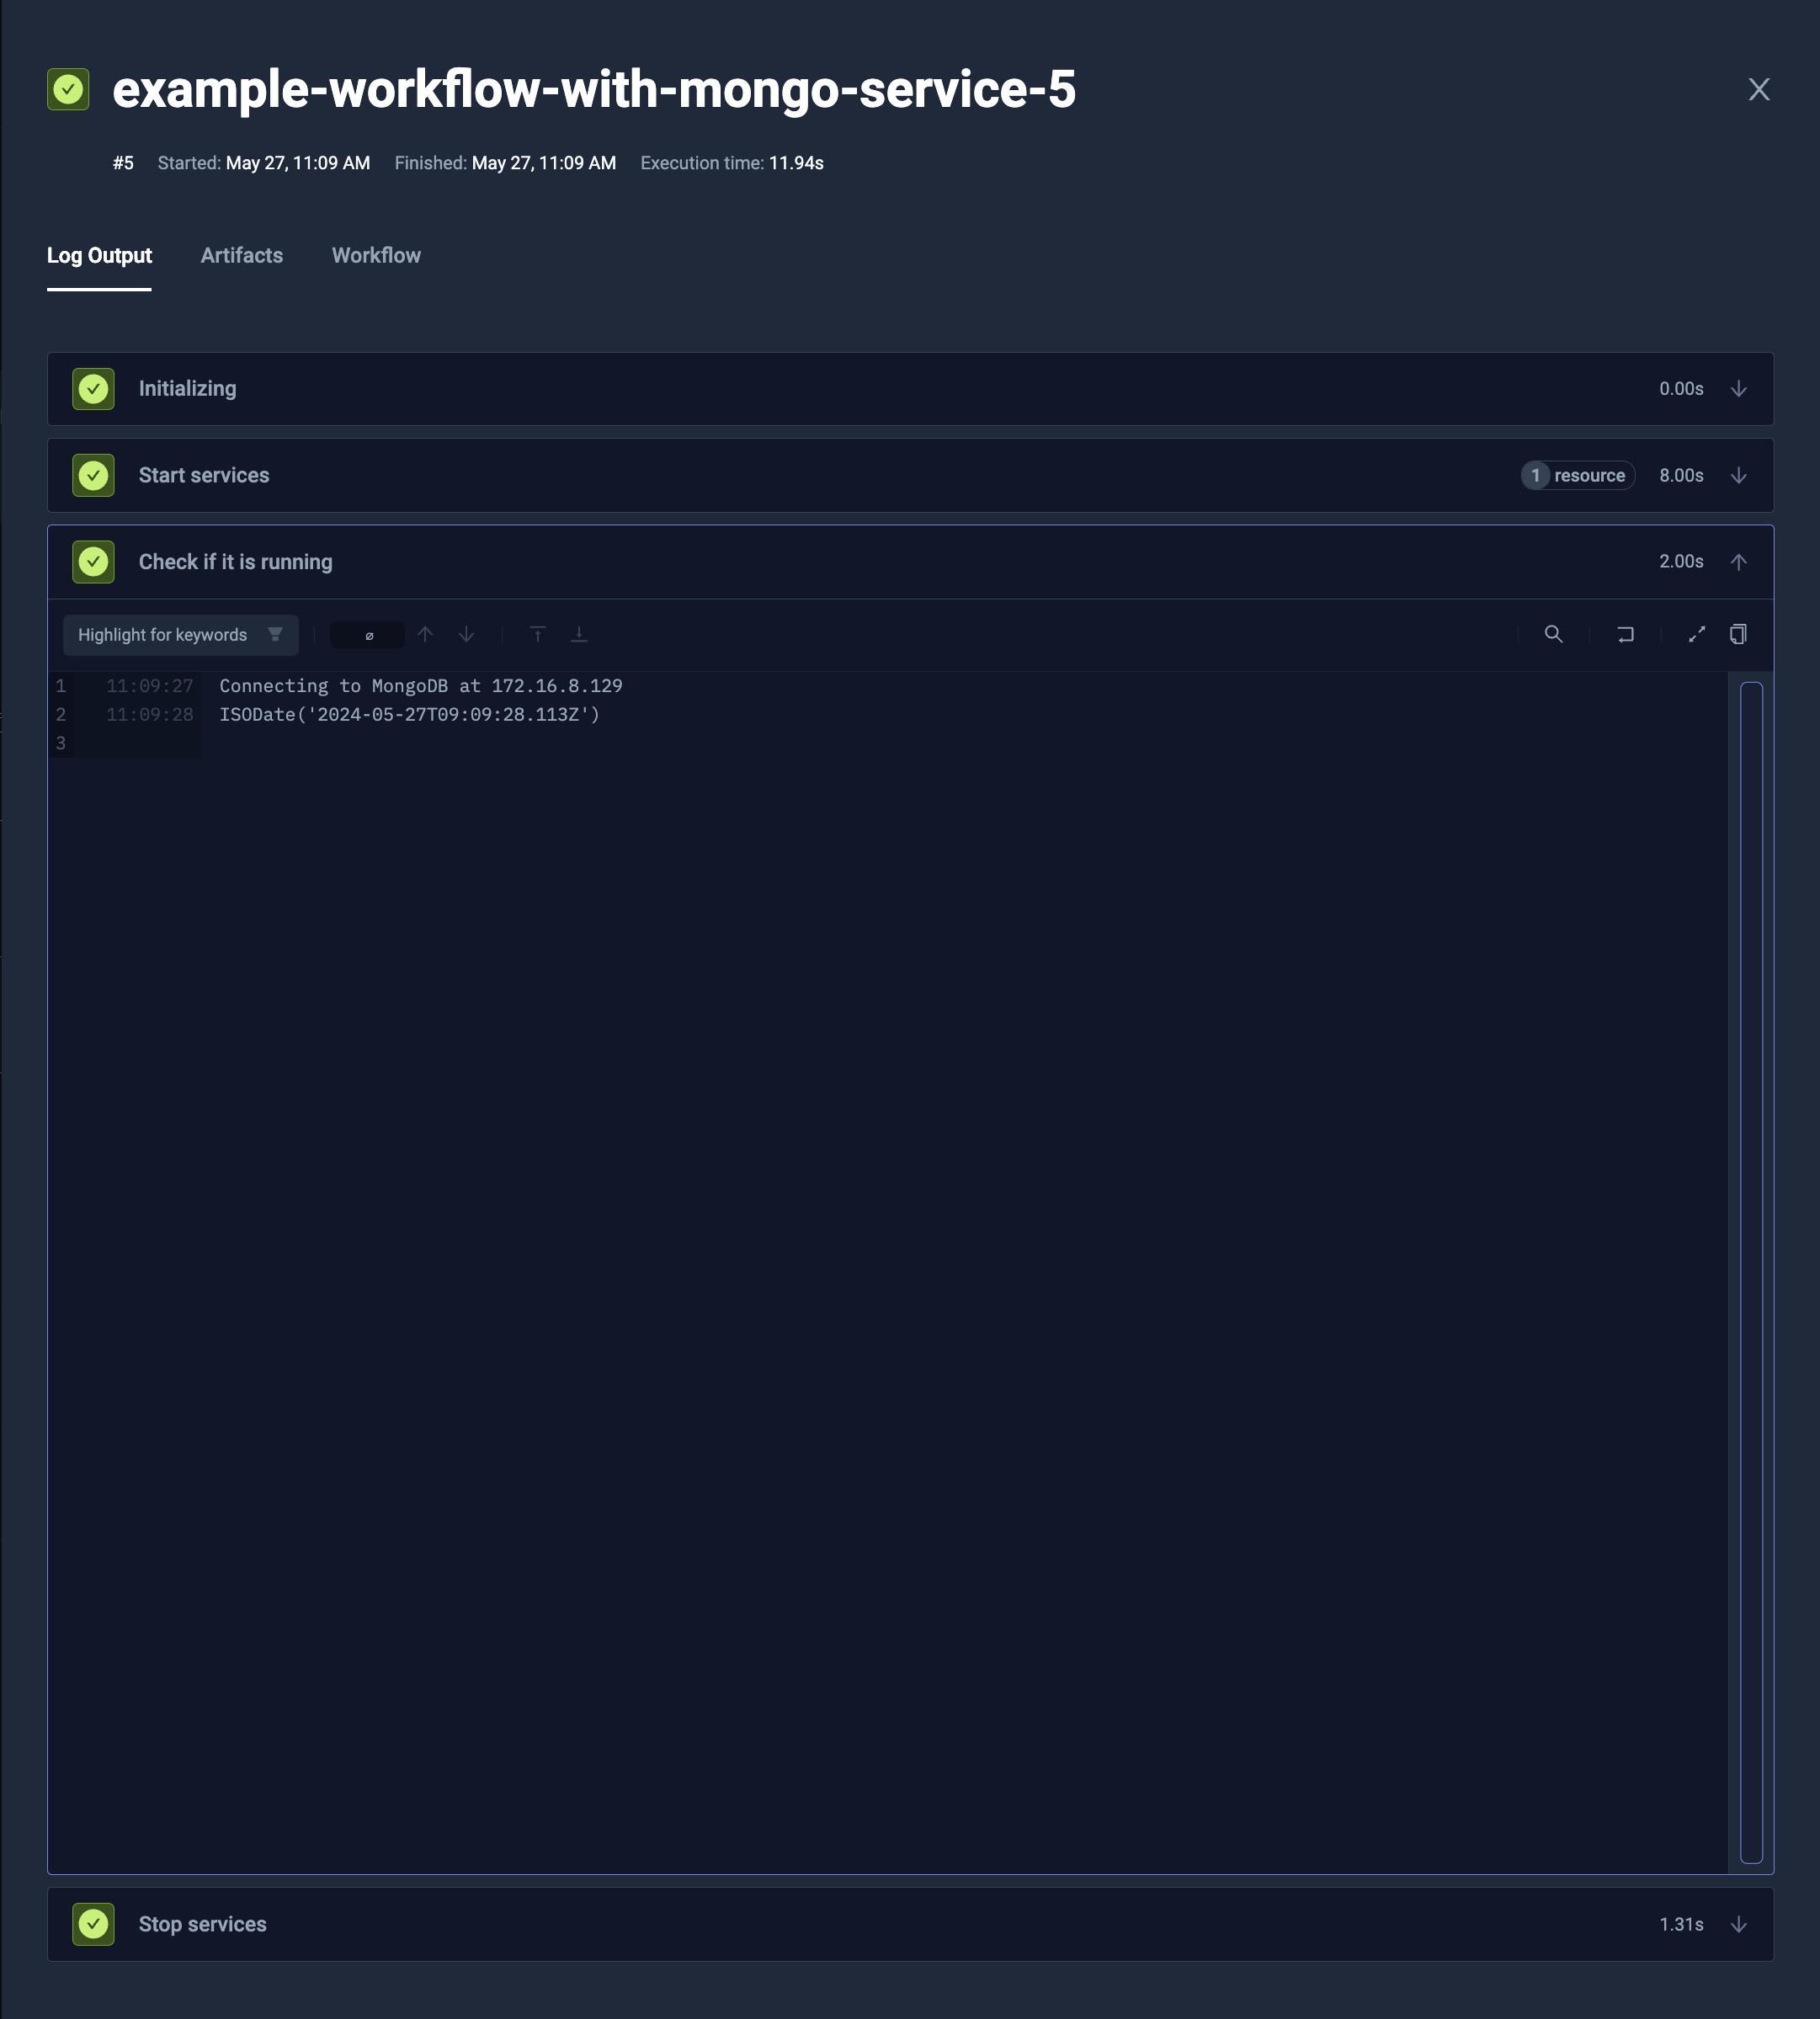 example-workflow-with-mongo-service-5
#5 Started: May 27, 11:09 AM Finished: May 27, 11:09 AM Execution time: 11.94s
Log Output Artifacts Workflow
Initializing 0.00s
Start services 1 resource 8.00s
Check if it is running 2.00s
Highlight for keywords ∅
1 11:09:27 Connecting to MongoDB at 172.16.8.129
2 11:09:28 ISODate('2024-05-27T09:09:28.113Z')
3
Stop services 1.31s